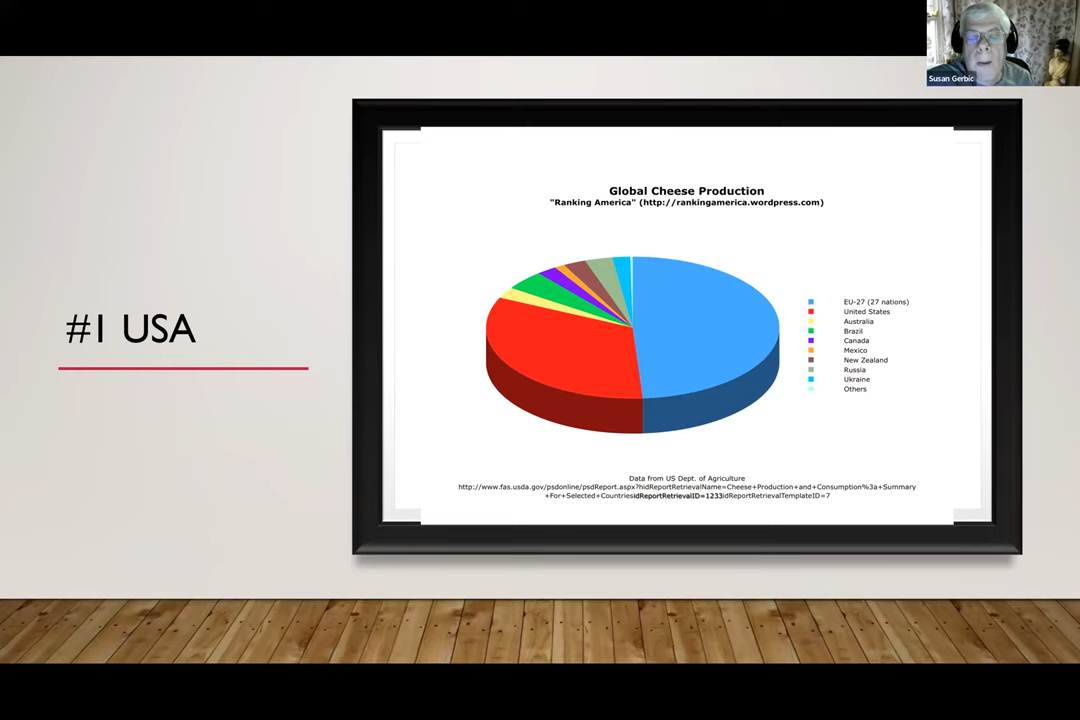 Susan Gerbic
#1 USA
Global Cheese Production
"Ranking America" (http://rankingamerica.wordpress.com)
EU-27 (27 nations)
United States
Australia
Brazil
Canada
Mexico
New Zealand
Russia
Ukraine
Others
Data from US Dept. of Agriculture
http://www.fas.usda.gov/psdonline/psdReport.aspx?hidReportRetrievalName=Cheese+Production+and+Consumption%3a+Summary
+For+Selected+CountriesidReportRetrievalID=1233idReportRetrievalTemplateID=7